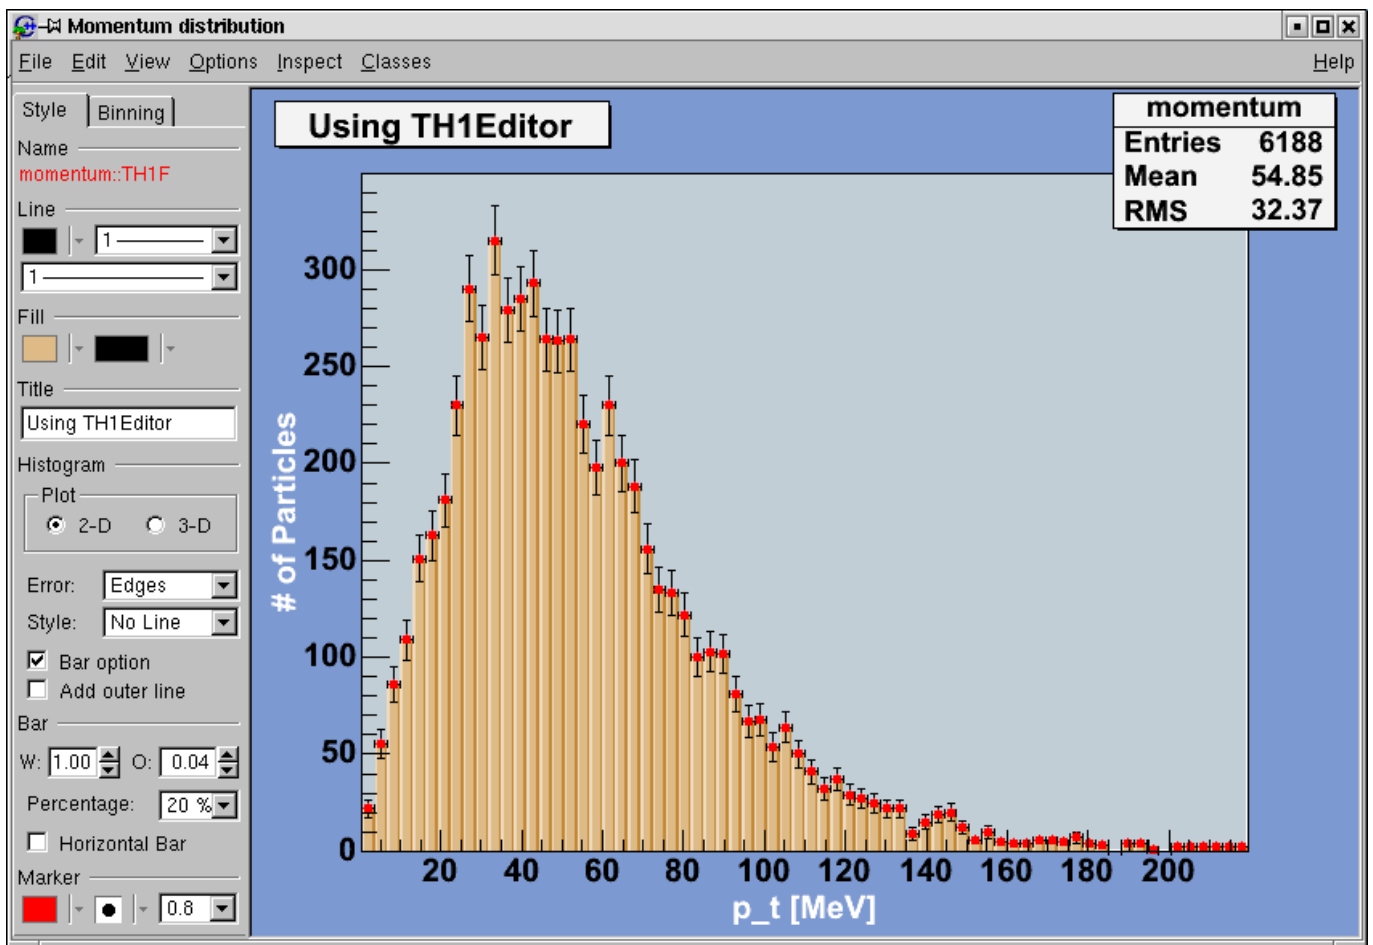 Momentum distribution
File Edit View Options Inspect Classes Help
Style Binning
Name
momentum::TH1F
Line
1
1
Fill
Title
Using TH1Editor
Histogram
Plot
2-D 3-D
Error: Edges
Style: No Line
Bar option
Add outer line
Bar
W: 1.00 O: 0.04
Percentage: 20 %
Horizontal Bar
Marker
0.8
Using TH1Editor
momentum
Entries 6188
Mean 54.85
RMS 32.37
# of Particles
300
250
200
150
100
50
0
20 40 60 80 100 120 140 160 180 200
p_t [MeV]